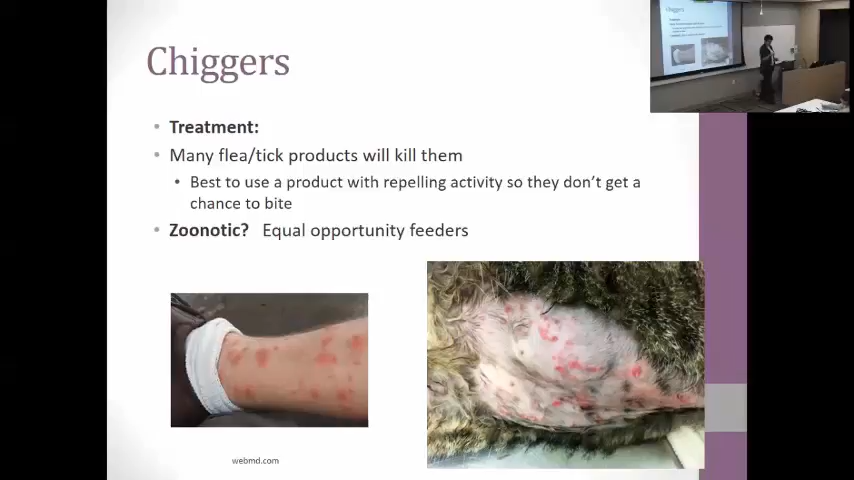 Chiggers
• Treatment:
• Many flea/tick products will kill them
• Best to use a product with repelling activity so they don't get a
chance to bite
• Zoonotic? Equal opportunity feeders
webmd.com
Chiggers